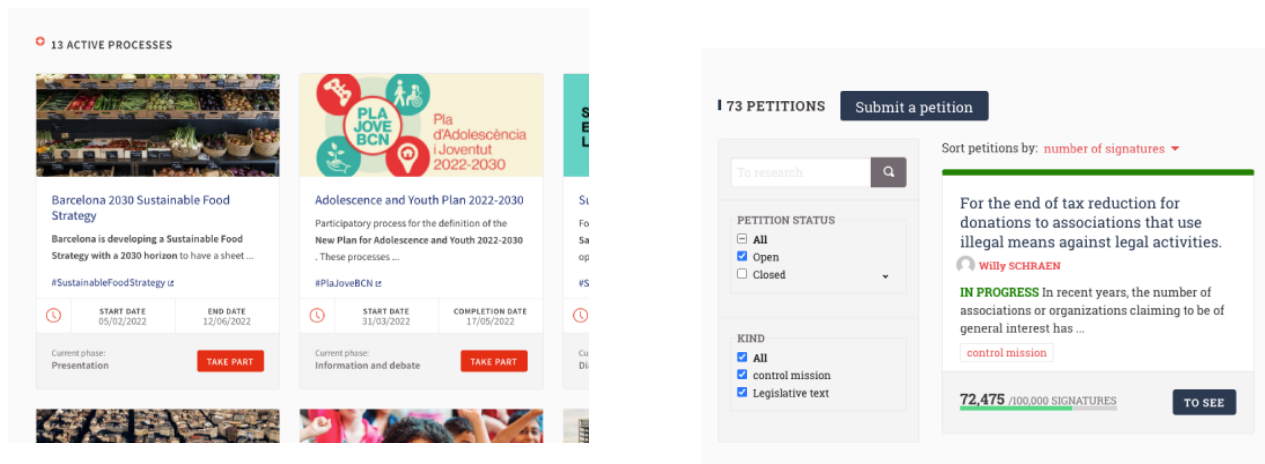 13 ACTIVE PROCESSES
PLA
JOVE
BCN
Pla
d'Adolescència
i Joventut
2022-2030
S
E
L
Barcelona 2030 Sustainable Food
Strategy
Barcelona is developing a Sustainable Food
Strategy with a 2030 horizon to have a sheet ...
#SustainableFoodStrategy
START DATE
05/02/2022
END DATE
12/06/2022
Current phase:
Presentation
TAKE PART
Adolescence and Youth Plan 2022-2030
Participatory process for the definition of the
New Plan for Adolescence and Youth 2022-2030
. These processes ...
#PlaJoveBCN
START DATE
31/03/2022
COMPLETION DATE
17/05/2022
Current phase:
Information and debate
TAKE PART
Su
Fo
Sa
op
#S
Cu
Di
73 PETITIONS
Submit a petition
To research
PETITION STATUS
All
Open
Closed
KIND
All
control mission
Legislative text
Sort petitions by: number of signatures
For the end of tax reduction for
donations to associations that use
illegal means against legal activities.
Willy SCHRAEN
IN PROGRESS In recent years, the number of
associations or organizations claiming to be of
general interest has ...
control mission
72,475 /100,000 SIGNATURES
TO SEE